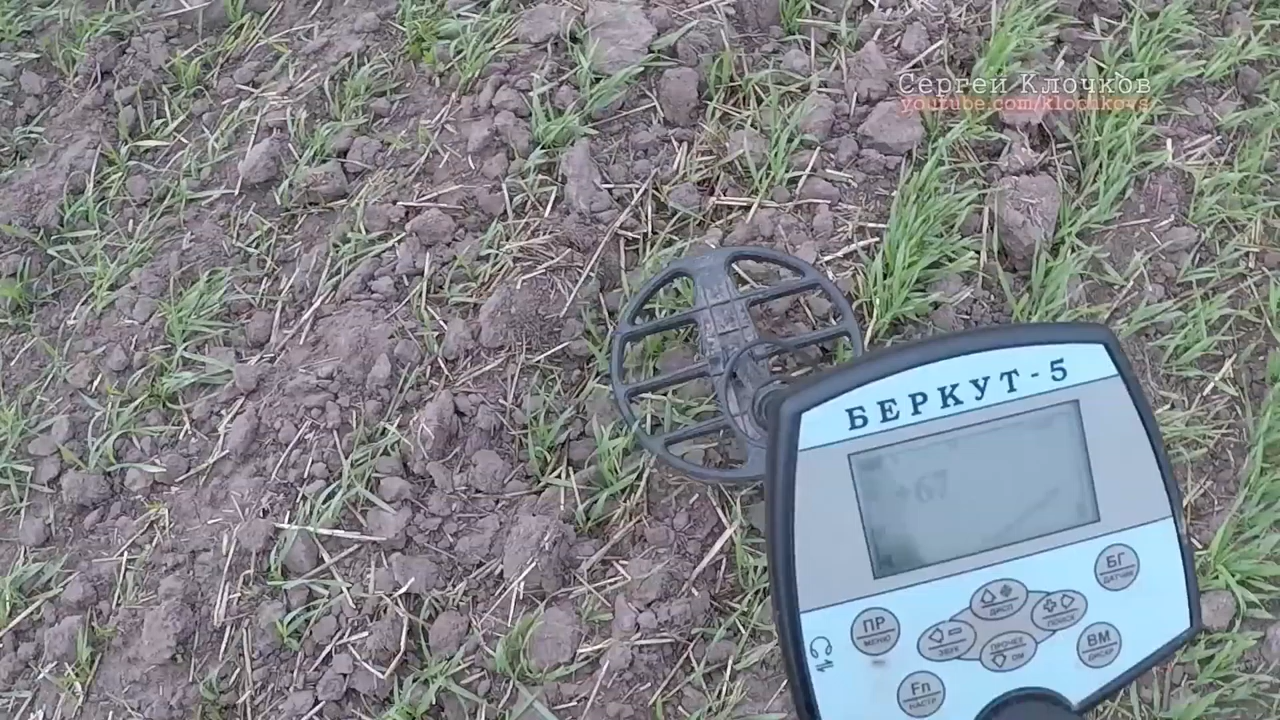 Сергей Клочков
youtube.com/klochkovs
БЕРКУТ-5
+67
БГ
ДАТЧИК
ДИСП
ПОИСК
ПР
МЕНЮ
ЗВУК
ПРОЧЕЕ
ОМ
ВМ
ДИСКР
Fn
НАСТР